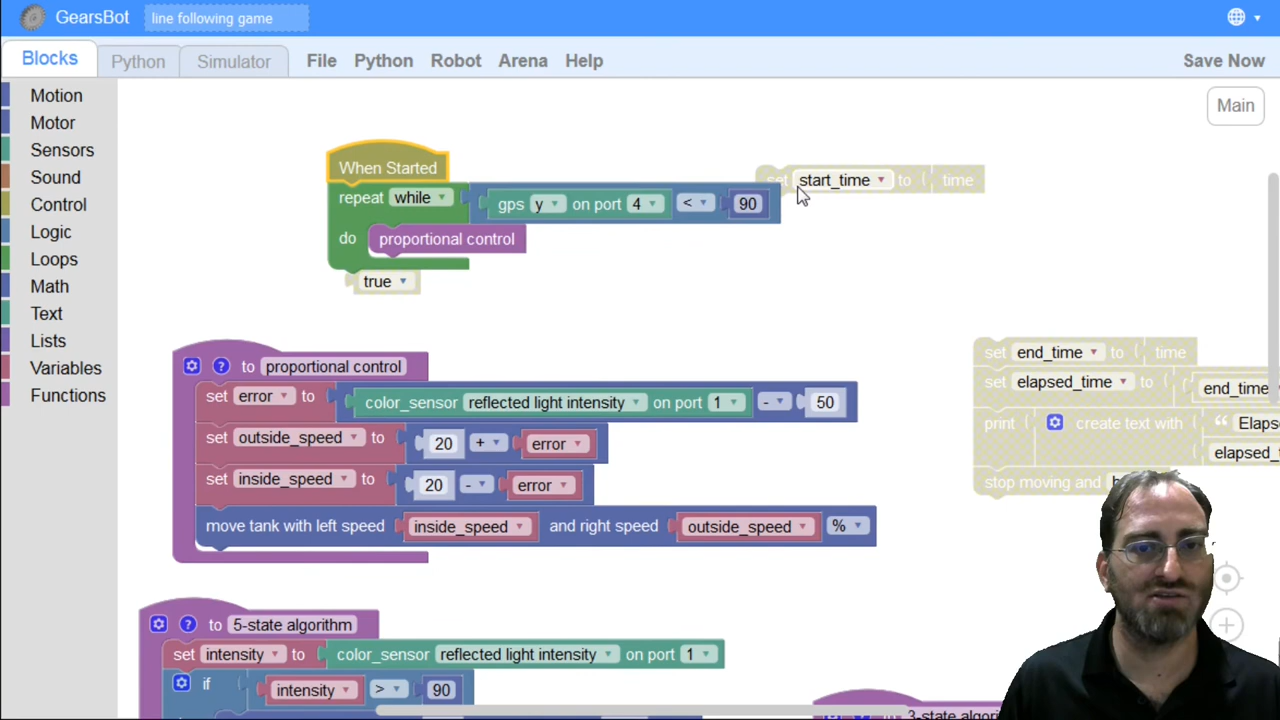 GearsBot line following game
Blocks Python Simulator File Python Robot Arena Help Save Now
Motion
Motor
Sensors
Sound
Control
Logic
Loops
Math
Text
Lists
Variables
Functions
Main
When Started
repeat while gps y on port 4 < 90
do proportional control
true
set start_time to time
set end_time to time
set elapsed_time to end_time
print create text with “ Elaps
elapsed_t
stop moving and
? to proportional control
set error to color_sensor reflected light intensity on port 1 - 50
set outside_speed to 20 + error
set inside_speed to 20 - error
move tank with left speed inside_speed and right speed outside_speed %
? to 5-state algorithm
set intensity to color_sensor reflected light intensity on port 1
if intensity > 90
3-state algorith